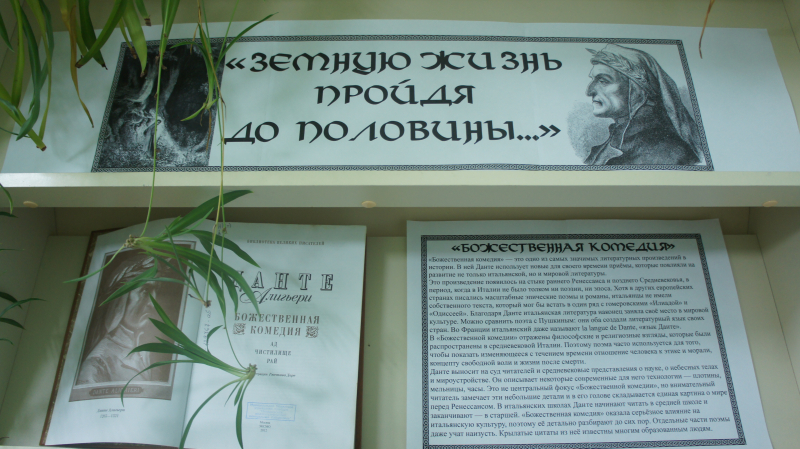 «ЗЕМНУЮ ЖИЗНЬ
ПРОЙДЯ
ДО ПОЛОВИНЫ...»
БИБЛИОТЕКА ВЕЛИКИХ ПИСАТЕЛЕЙ
ДАНТЕ
Алигьери
БОЖЕСТВЕННАЯ
КОМЕДИЯ
АД
ЧИСТИЛИЩЕ
РАЙ
«БОЖЕСТВЕННАЯ КОМЕДИЯ»
«Божественная комедия» — это одно из самых значимых литературных произведений в
истории. В ней Данте использует новые для своего времени приёмы, которые повлияли на
развитие не только итальянской, но и мировой литературы.
Это произведение появилось на стыке раннего Ренессанса и позднего Средневековья, в
период, когда в Италии не было толком ни поэзии, ни эпоса. Хотя в других европейских
странах писались масштабные эпические поэмы и романы, итальянцы не имели
собственного текста, который мог бы встать в один ряд с гомеровскими «Илиадой» и
«Одиссеей». Благодаря Данте итальянская литература наконец заняла своё место в мировой
культуре. Можно сравнить поэта с Пушкиным: они оба создали литературный язык своих
стран. Во Франции итальянский даже называют la langue de Dante, «язык Данте».
В «Божественной комедии» отражены философские и религиозные взгляды, которые были
распространены в средневековой Италии. Поэтому поэма часто используется для того,
чтобы показать изменяющееся с течением времени отношение человека к этике и морали,
концепту свободной воли и жизни после смерти.
Данте выносит на суд читателей и средневековые представления о науке, о небесных телах
и мироустройстве. Он описывает некоторые современные для него технологии — плотины,
мельницы, часы. Это не центральный фокус «Божественной комедии», но внимательный
читатель замечает эти небольшие детали и в его голове складывается единая картина о мире
перед Ренессансом. В итальянских школах Данте начинают читать в средней школе и
заканчивают — в старшей. «Божественная комедия» оказала серьёзное влияние на
итальянскую культуру, поэтому её детально разбирают до сих пор. Отдельные части поэмы
даже учат наизусть. Крылатые цитаты из неё известны многим образованным людям.